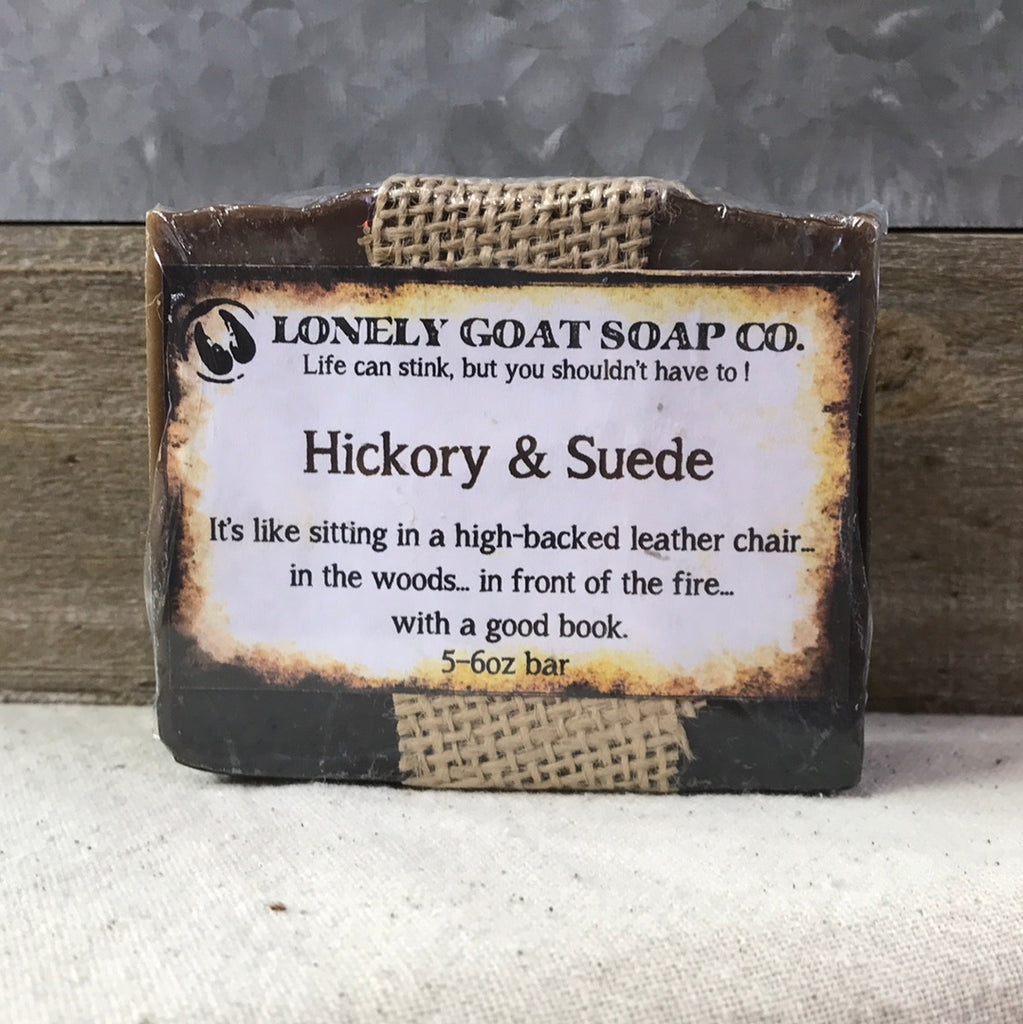 LONELY GOAT SOAP CO.
Life can stink, but you shouldn't have to !
Hickory & Suede
It's like sitting in a high-backed leather chair...
in the woods... in front of the fire...
with a good book.
5-6oz bar